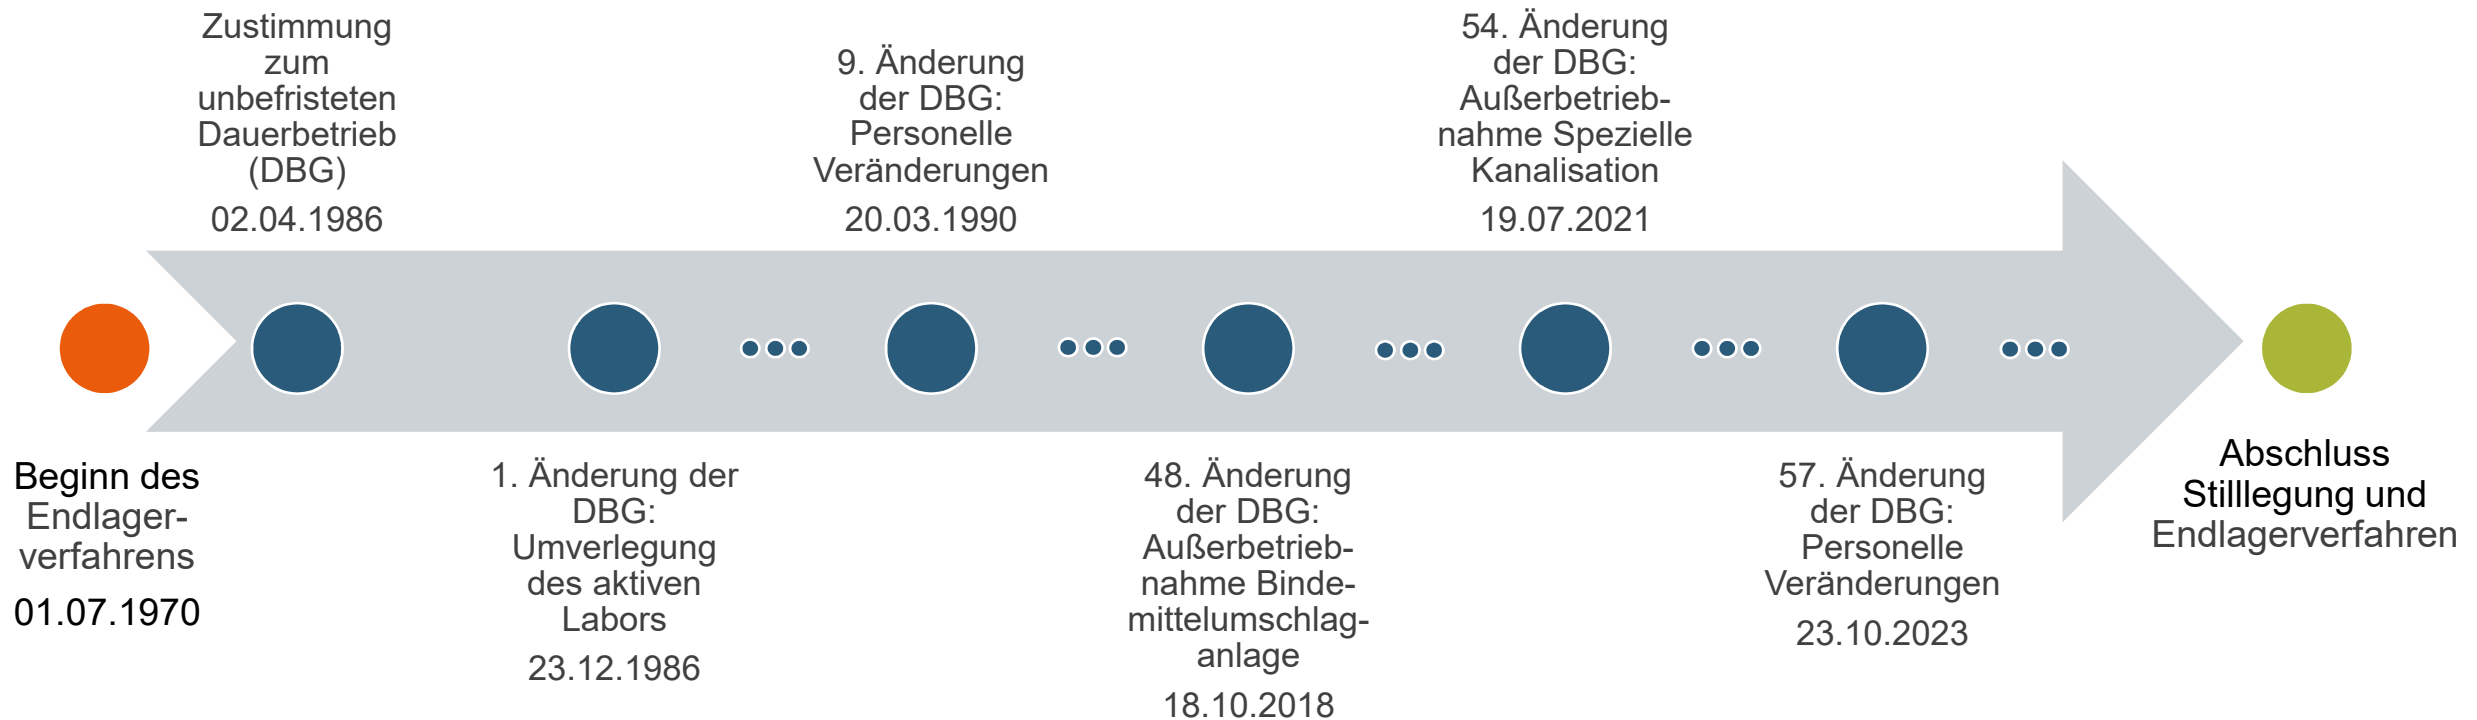 Beginn des
Endlager-
verfahrens
01.07.1970
Zustimmung
zum
unbefristeten
Dauerbetrieb
(DBG)
02.04.1986
1. Änderung der
DBG:
Umverlegung
des aktiven
Labors
23.12.1986
9. Änderung
der DBG:
Personelle
Veränderungen
20.03.1990
48. Änderung
der DBG:
Außerbetrieb-
nahme Binde-
mittelumschlag-
anlage
18.10.2018
54. Änderung
der DBG:
Außerbetrieb-
nahme Spezielle
Kanalisation
19.07.2021
57. Änderung
der DBG:
Personelle
Veränderungen
23.10.2023
Abschluss
Stilllegung und
Endlagerverfahren